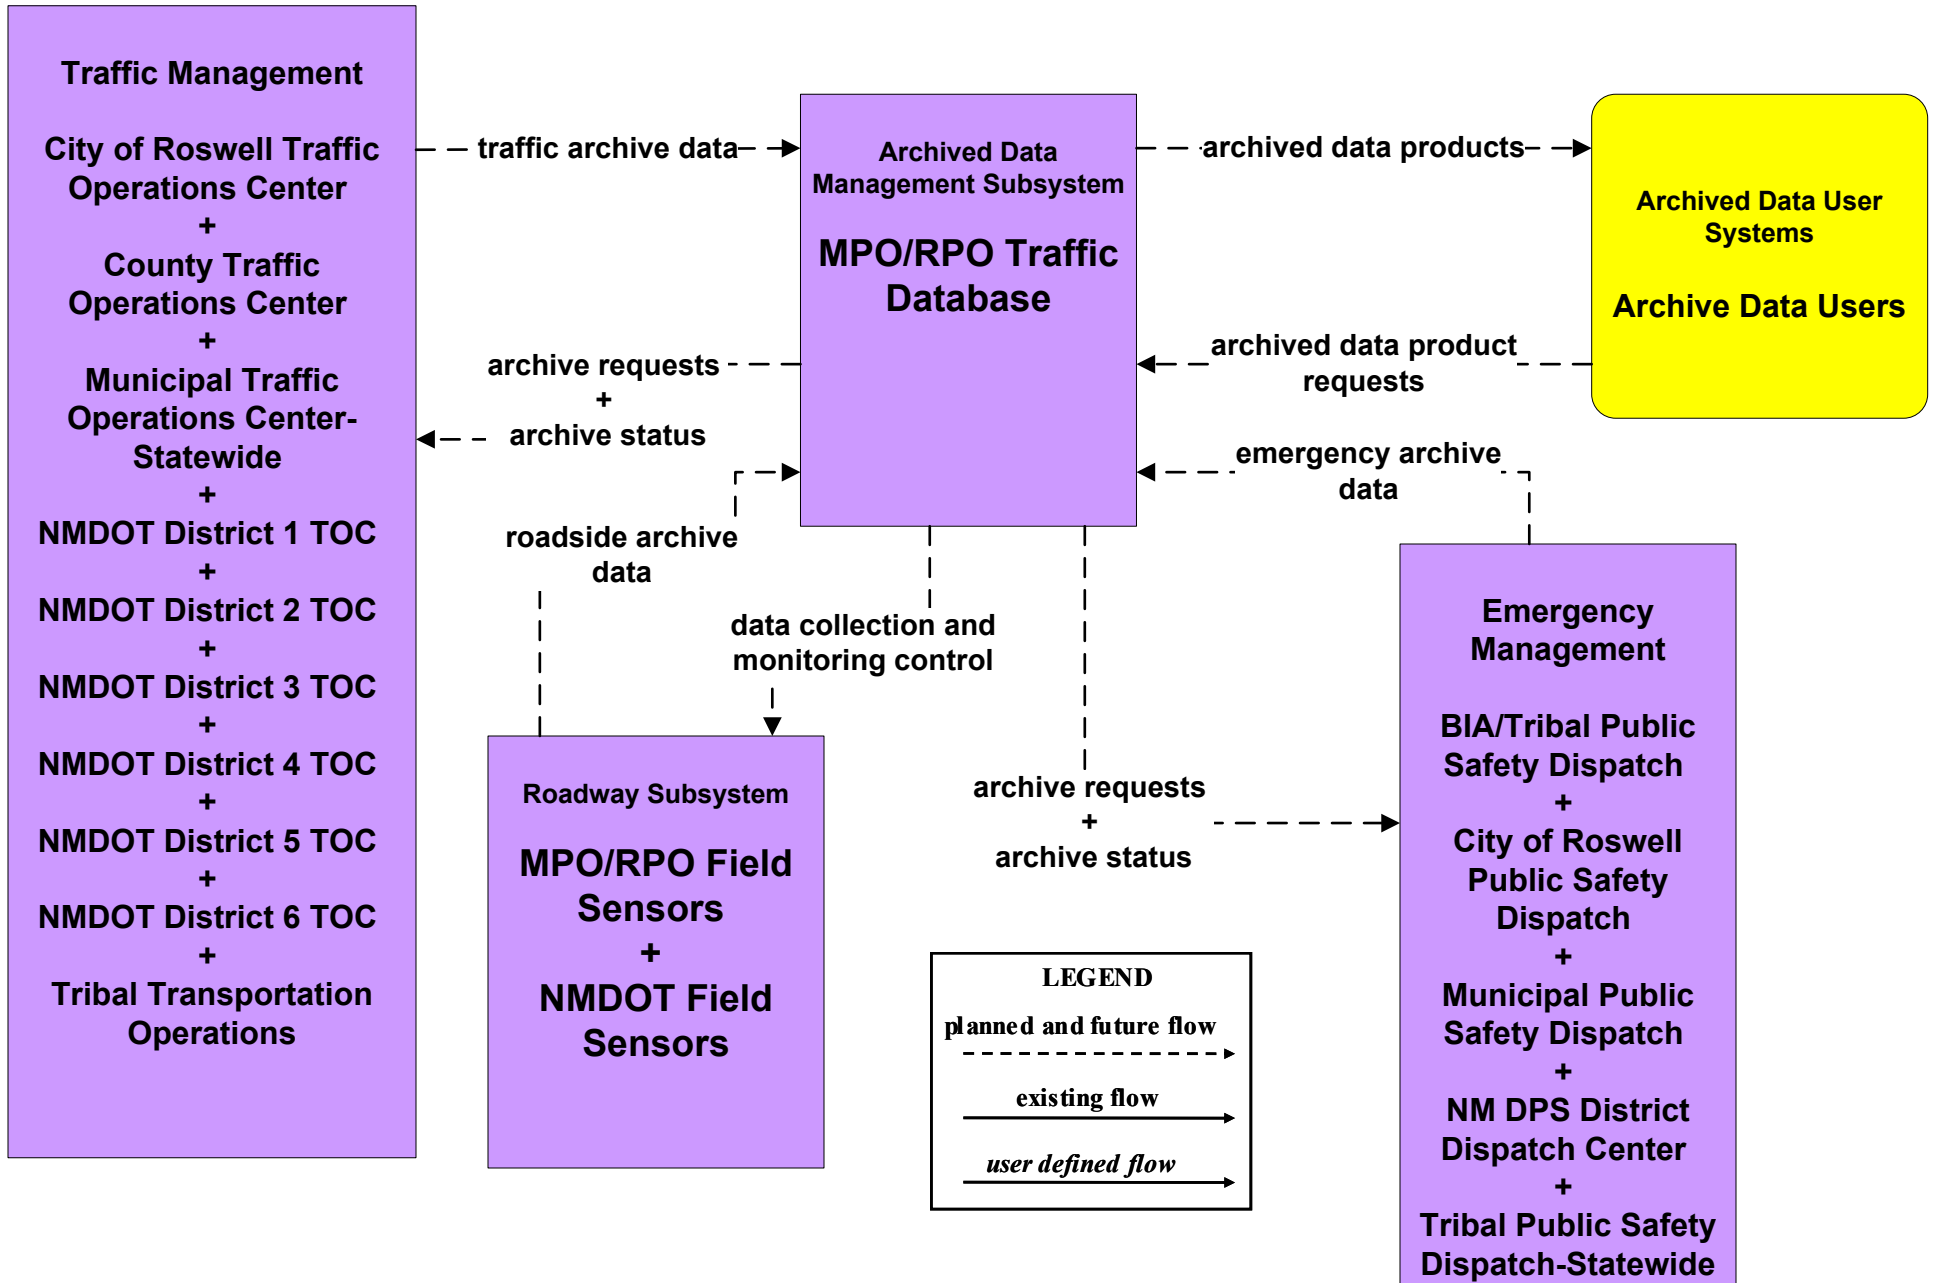 Traffic Management
City of Roswell Traffic
Operations Center
+
County Traffic
Operations Center
+
Municipal Traffic
Operations Center-
Statewide
+
NMDOT District 1 TOC
+
NMDOT District 2 TOC
+
NMDOT District 3 TOC
+
NMDOT District 4 TOC
+
NMDOT District 5 TOC
+
NMDOT District 6 TOC
+
Tribal Transportation
Operations
traffic archive data
archive requests
+
archive status
roadside archive
data
Archived Data
Management Subsystem
MPO/RPO Traffic
Database
data collection and
monitoring control
Roadway Subsystem
MPO/RPO Field
Sensors
+
NMDOT Field
Sensors
archived data products
archived data product
requests
emergency archive
data
archive requests
+
archive status
Archived Data User
Systems
Archive Data Users
Emergency
Management
BIA/Tribal Public
Safety Dispatch
+
City of Roswell
Public Safety
Dispatch
+
Municipal Public
Safety Dispatch
+
NM DPS District
Dispatch Center
+
Tribal Public Safety
Dispatch-Statewide
LEGEND
planned and future flow
existing flow
user defined flow